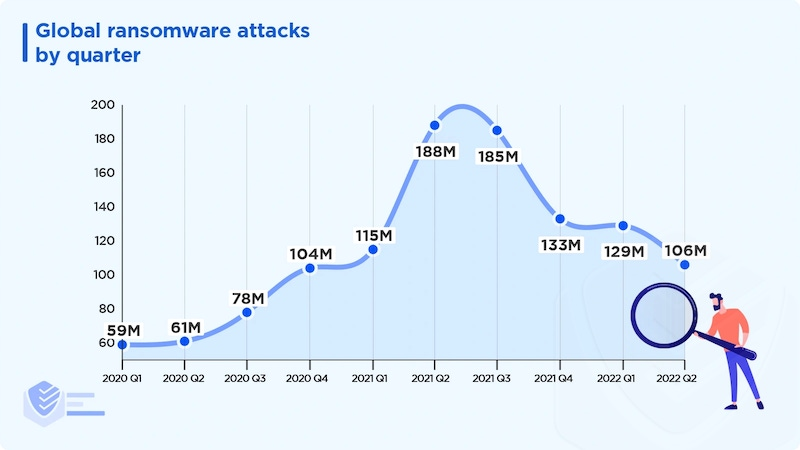 Global ransomware attacks
by quarter
200
180
160
140
120
100
80
60
59M
61M
78M
104M
115M
188M
185M
133M
129M
106M
2020 Q1
2020 Q2
2020 Q3
2020 Q4
2021 Q1
2021 Q2
2021 Q3
2021 Q4
2022 Q1
2022 Q2